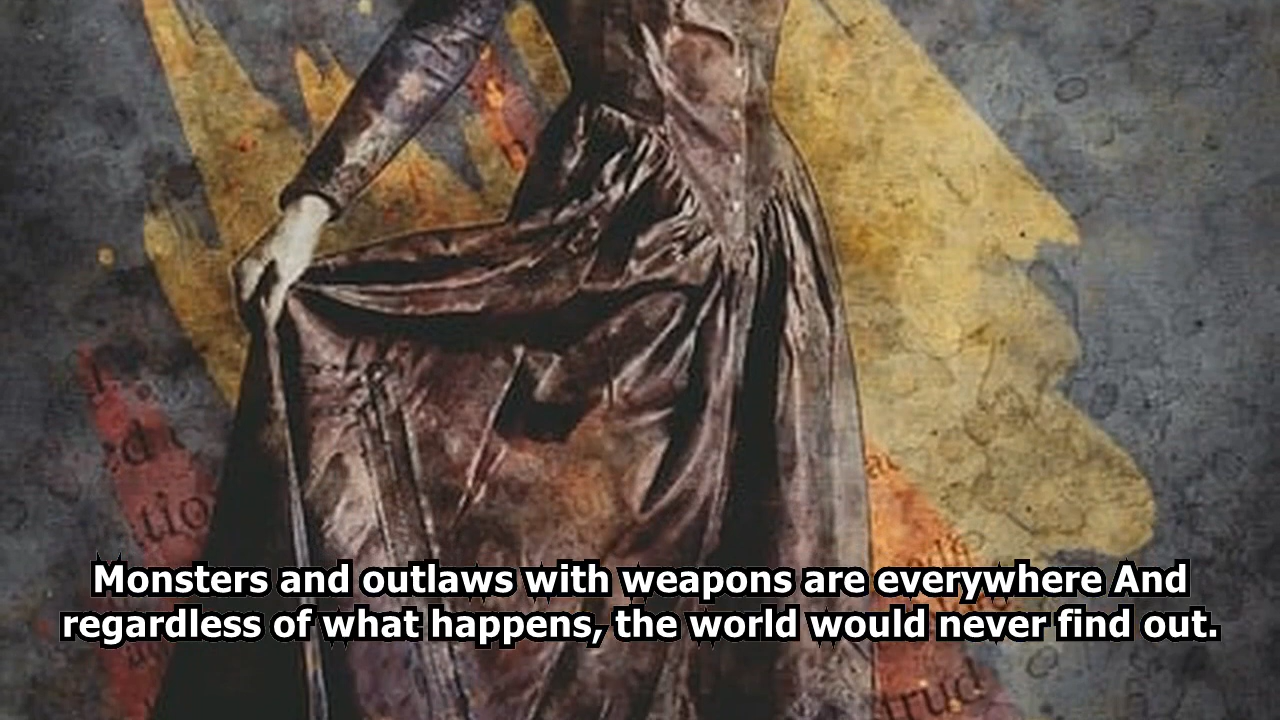 Monsters and outlaws with weapons are everywhere And
regardless of what happens, the world would never find out.